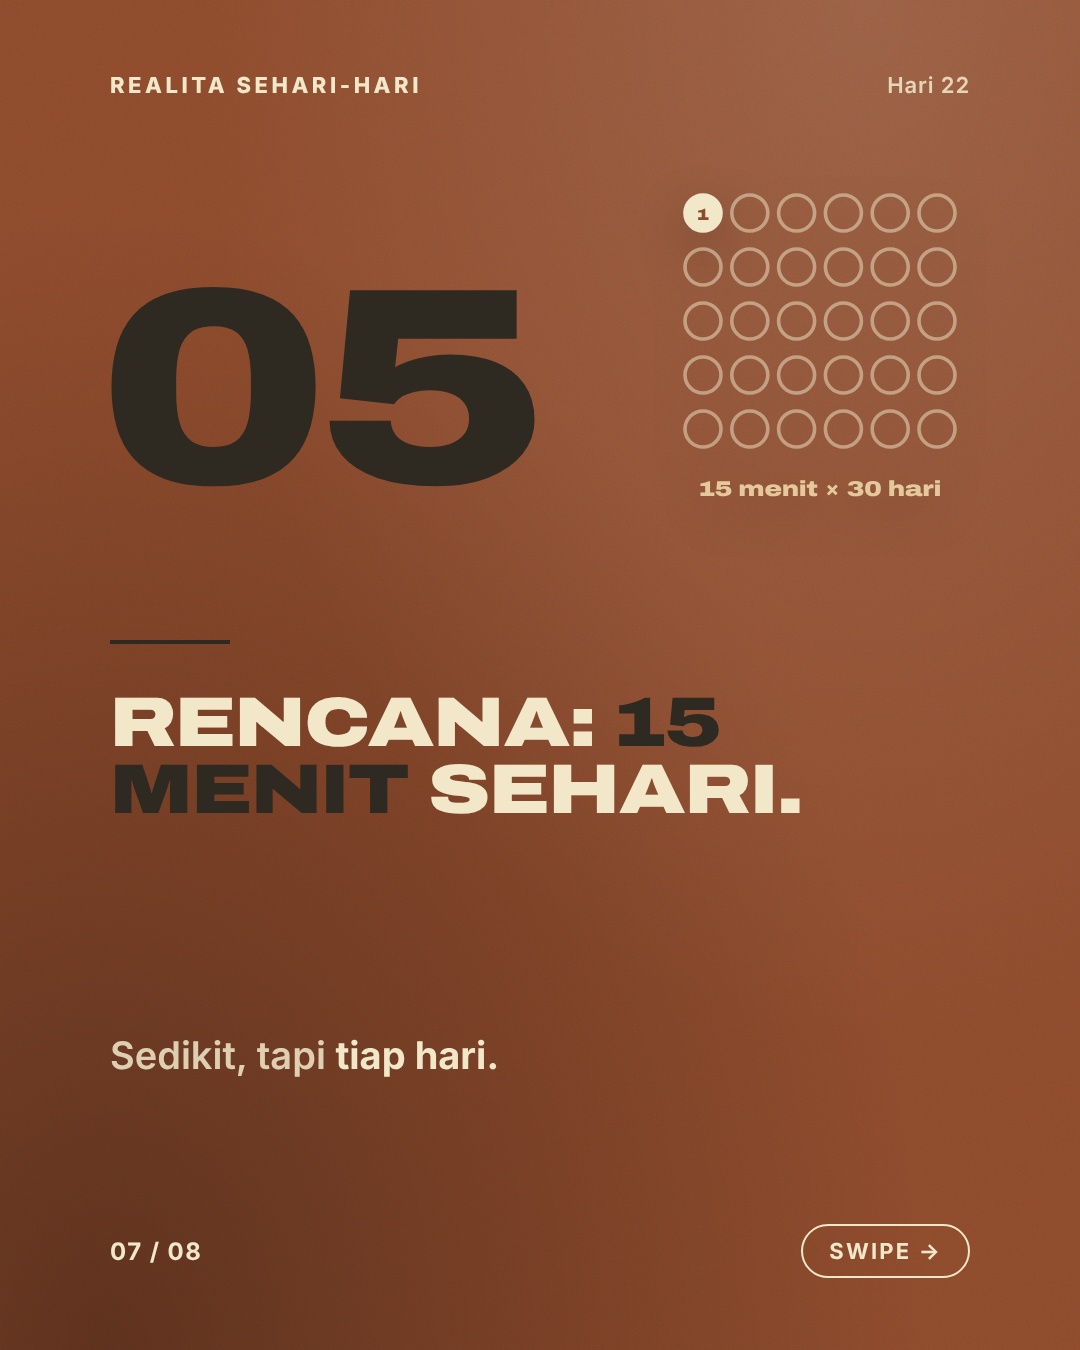 REALITA SEHARI-HARI
Hari 22
1
05
15 menit × 30 hari
RENCANA: 15
MENIT SEHARI.
Sedikit, tapi tiap hari.
07 / 08
SWIPE →